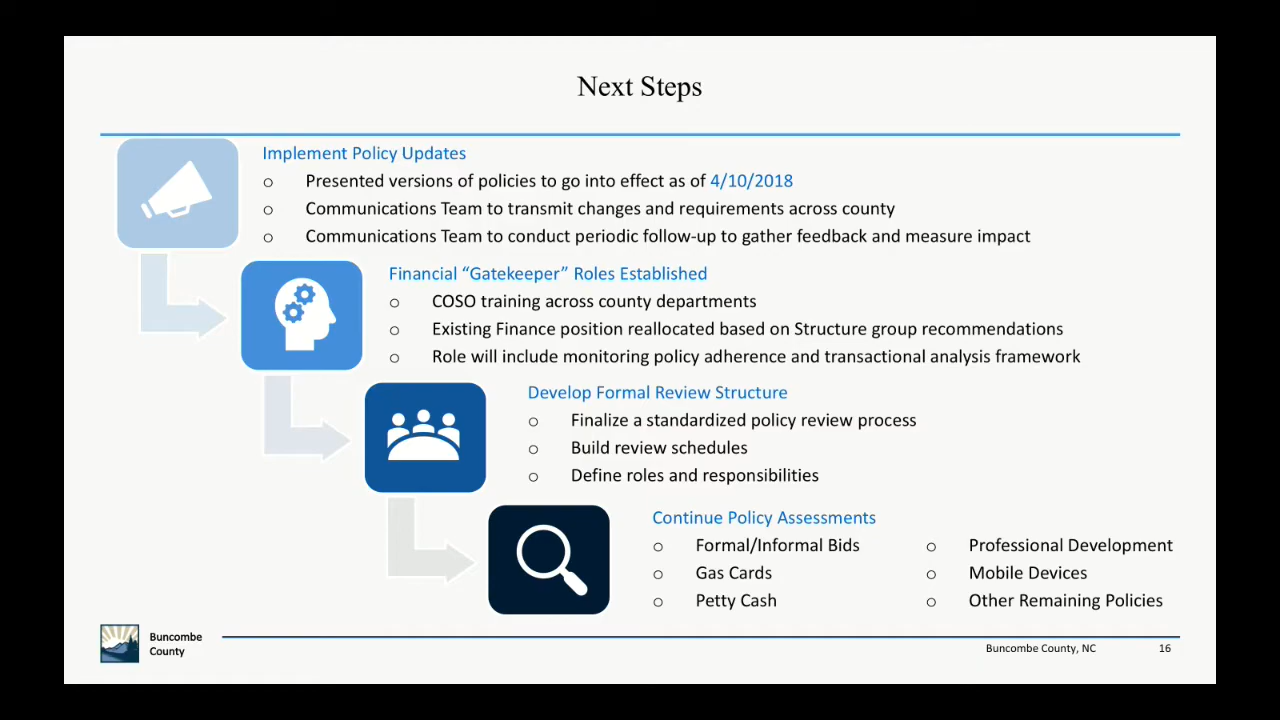 Next Steps
Implement Policy Updates
o Presented versions of policies to go into effect as of 4/10/2018
o Communications Team to transmit changes and requirements across county
o Communications Team to conduct periodic follow-up to gather feedback and measure impact
Financial “Gatekeeper” Roles Established
o COSO training across county departments
o Existing Finance position reallocated based on Structure group recommendations
o Role will include monitoring policy adherence and transactional analysis framework
Develop Formal Review Structure
o Finalize a standardized policy review process
o Build review schedules
o Define roles and responsibilities
Continue Policy Assessments
o Formal/Informal Bids
o Gas Cards
o Petty Cash
o Professional Development
o Mobile Devices
o Other Remaining Policies
Buncombe
County
Buncombe County, NC 16